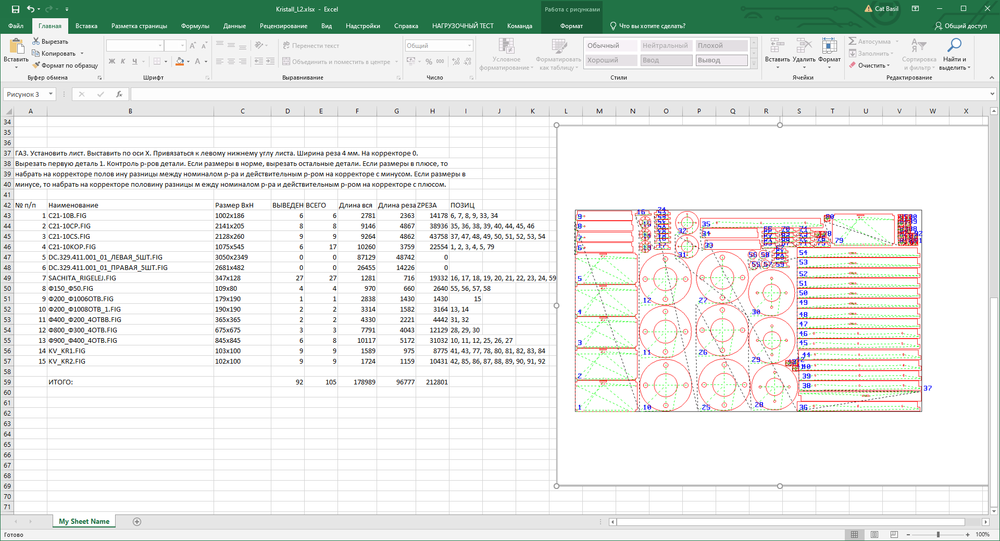 Kristall_L2.xlsx - Excel
Работа с рисунками
Cat Basil
Файл Главная Вставка Разметка страницы Формулы Данные Рецензирование Вид Надстройки Справка НАГРУЗОЧНЫЙ ТЕСТ Команда Формат Что вы хотите сделать? Общий доступ
Вставить
Вырезать
Копировать
Формат по образцу
Буфер обмена
Ж К Ч
Шрифт
Перенести текст
Объединить и поместить в центре
Выравнивание
Общий
% 000
Число
Условное форматирование
Форматировать как таблицу
Обычный Нейтральный Плохой
Хороший Ввод Вывод
Стили
Вставить Удалить Формат
Ячейки
Автосумма
Заполнить
Очистить
Сортировка и фильтр
Найти и выделить
Редактирование
Рисунок 3
fx
A B C D E F G H I J K L M N O P Q R S T U V W X
34
35
36
37 ГАЗ. Установить лист. Выставить по оси X. Привязаться к левому нижнему углу листа. Ширина реза 4 мм. На корректоре 0.
38 Вырезать первую деталь 1. Контроль р-ров детали. Если размеры в норме, вырезать остальные детали. Если размеры в плюсе, то
39 набрать на корректоре полов ину разницы между номиналом р-ра и действительным р-ром на корректоре с минусом. Если размеры в
40 минусе, то набрать на корректоре половину разницы м ежду номиналом р-ра и действительным р-ром на корректоре с плюсом.
41
42 № п/п Наименование Размер ВхН ВЫВЕДЕН ВСЕГО Длина вся Длина реза ZРЕЗА ПОЗИЦ
43 1 C21-10B.FIG 1002x186 6 6 2781 2363 14178 6, 7, 8, 9, 33, 34
44 2 C21-10CP.FIG 2141x205 8 8 9146 4867 38936 35, 36, 38, 39, 40, 44, 45, 46
45 3 C21-10CS.FIG 2128x260 9 9 9264 4862 43758 37, 47, 48, 49, 50, 51, 52, 53, 54
46 4 C21-10KOP.FIG 1075x545 6 17 10260 3759 22554 1, 2, 3, 4, 5, 79
47 5 DC.329.411.001_01_ЛЕВАЯ_5ШТ.FIG 3050x2349 0 0 87129 48742 0
48 6 DC.329.411.001_01_ПРАВАЯ_5ШТ.FIG 2681x482 0 0 26455 14226 0
49 7 SACHITA_RIGELEJ.FIG 347x128 27 27 1281 716 19332 16, 17, 18, 19, 20, 21, 22, 23, 24, 59
50 8 Ф150_Ф50.FIG 109x80 4 4 970 660 2640 55, 56, 57, 58
51 9 Ф200_Ф1006ОТВ.FIG 179x190 1 1 2838 1430 1430 15
52 10 Ф200_Ф1008ОТВ_1.FIG 190x190 2 2 3314 1582 3164 13, 14
53 11 Ф400_Ф200_4ОТВВ.FIG 365x365 2 2 4330 2221 4442 31, 32
54 12 Ф800_Ф300_4ОТВ.FIG 675x675 3 3 7791 4043 12129 28, 29, 30
55 13 Ф900_Ф400_4ОТВ.FIG 845x845 6 8 10117 5172 31032 10, 11, 12, 25, 26, 27
56 14 KV_KR1.FIG 103x100 9 9 1589 975 8775 41, 43, 77, 78, 80, 81, 82, 83, 84
57 15 KV_KR2.FIG 102x100 9 9 1724 1159 10431 42, 85, 86, 87, 88, 89, 90, 91, 92
58
59 ИТОГО: 92 105 178989 96777 212801
60
61
62
63
64
65
66
67
68
69
70
71
9 16 24
8 32 35 80
7 31 34 79
6 17 33 54
5 12 27 30 53
52
51
50
49
4 48
47
3 11 26 29 46
45
44
40
2 39
38 37
1 10 25 28 36
My Sheet Name
Готово
100%